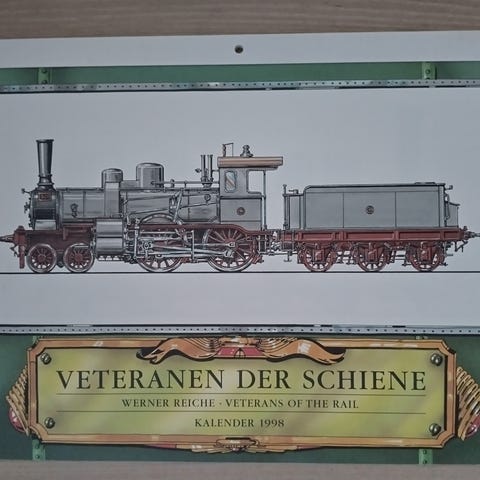 VETERANEN DER SCHIENE
WERNER REICHE · VETERANS OF THE RAIL
KALENDER 1998